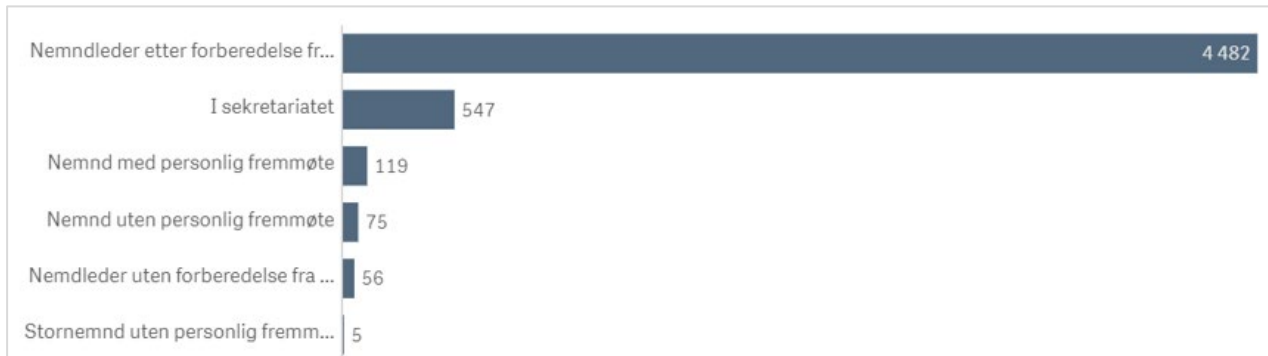 Nemndleder etter forberedelse fr... 4 482
I sekretariatet 547
Nemnd med personlig fremmøte 119
Nemnd uten personlig fremmøte 75
Nemdleder uten forberedelse fra ... 56
Stornemnd uten personlig fremm... 5